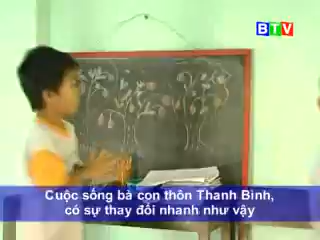 BTV
Cuộc sống bà con thôn Thanh Bình,
có sự thay đổi nhanh như vậy